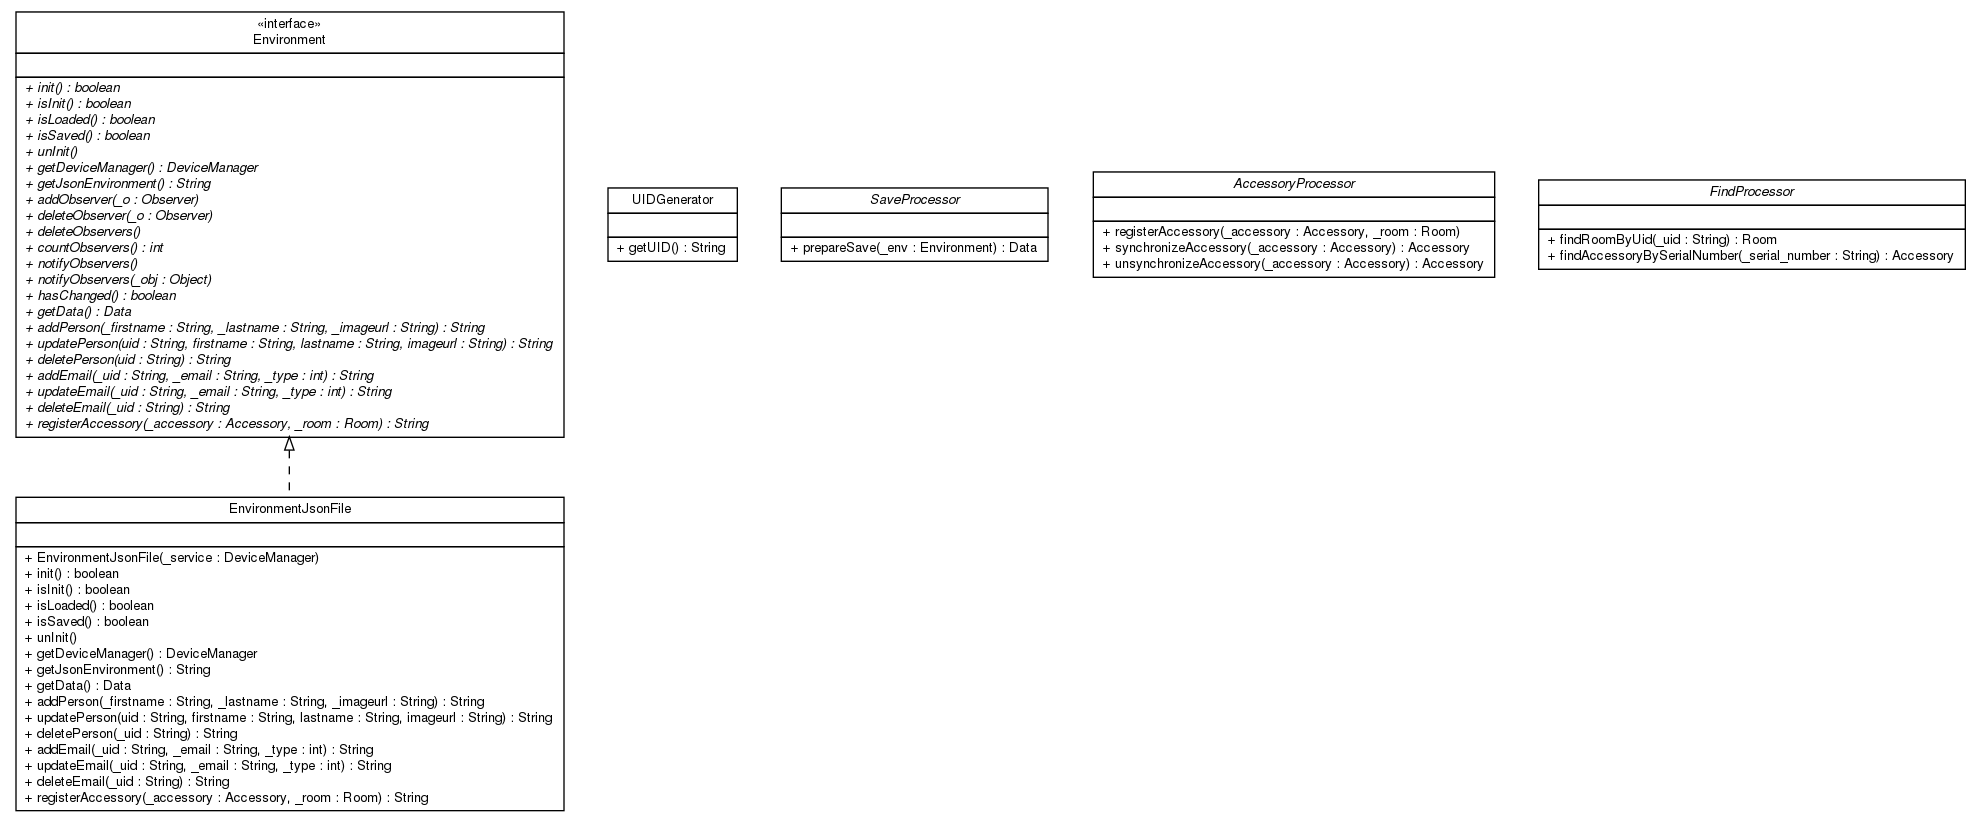 «interface»
Environment
+ init() : boolean
+ isInit() : boolean
+ isLoaded() : boolean
+ isSaved() : boolean
+ unInit()
+ getDeviceManager() : DeviceManager
+ getJsonEnvironment() : String
+ addObserver(_o : Observer)
+ deleteObserver(_o : Observer)
+ deleteObservers()
+ countObservers() : int
+ notifyObservers()
+ notifyObservers(_obj : Object)
+ hasChanged() : boolean
+ getData() : Data
+ addPerson(_firstname : String, _lastname : String, _imageurl : String) : String
+ updatePerson(uid : String, firstname : String, lastname : String, imageurl : String) : String
+ deletePerson(uid : String) : String
+ addEmail(_uid : String, _email : String, _type : int) : String
+ updateEmail(_uid : String, _email : String, _type : int) : String
+ deleteEmail(_uid : String) : String
+ registerAccessory(_accessory : Accessory, _room : Room) : String
EnvironmentJsonFile
+ EnvironmentJsonFile(_service : DeviceManager)
+ init() : boolean
+ isInit() : boolean
+ isLoaded() : boolean
+ isSaved() : boolean
+ unInit()
+ getDeviceManager() : DeviceManager
+ getJsonEnvironment() : String
+ getData() : Data
+ addPerson(_firstname : String, _lastname : String, _imageurl : String) : String
+ updatePerson(uid : String, firstname : String, lastname : String, imageurl : String) : String
+ deletePerson(_uid : String) : String
+ addEmail(_uid : String, _email : String, _type : int) : String
+ updateEmail(_uid : String, _email : String, _type : int) : String
+ deleteEmail(_uid : String) : String
+ registerAccessory(_accessory : Accessory, _room : Room) : String
UIDGenerator
+ getUID() : String
SaveProcessor
+ prepareSave(_env : Environment) : Data
AccessoryProcessor
+ registerAccessory(_accessory : Accessory, _room : Room)
+ synchronizeAccessory(_accessory : Accessory) : Accessory
+ unsynchronizeAccessory(_accessory : Accessory) : Accessory
FindProcessor
+ findRoomByUid(_uid : String) : Room
+ findAccessoryBySerialNumber(_serial_number : String) : Accessory